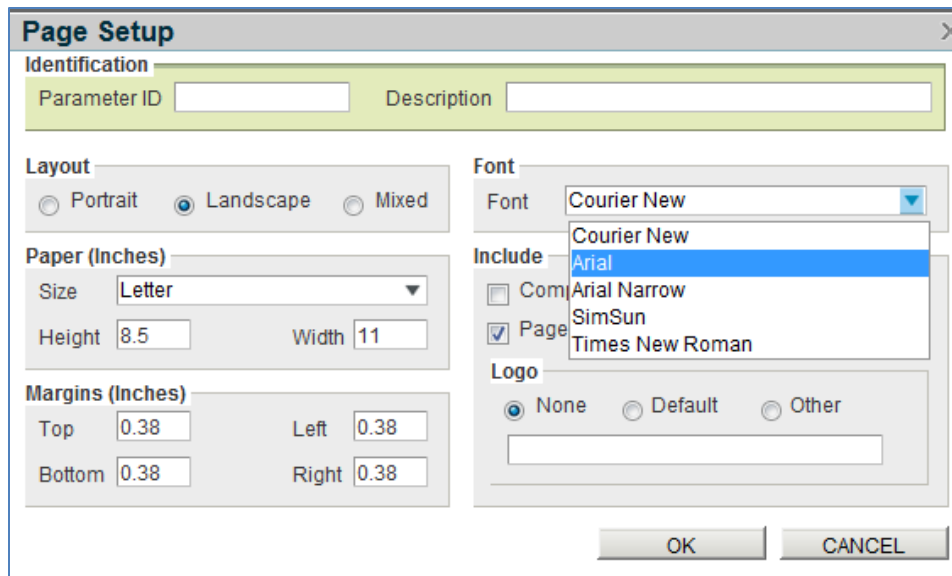 Page Setup
Identification
Parameter ID Description
Layout
Portrait Landscape Mixed
Font
Font Courier New
Courier New
Arial
Arial Narrow
SimSun
Times New Roman
Paper (Inches)
Size Letter
Height 8.5 Width 11
Include
Page
Logo
None Default Other
Margins (Inches)
Top 0.38 Left 0.38
Bottom 0.38 Right 0.38
OK CANCEL